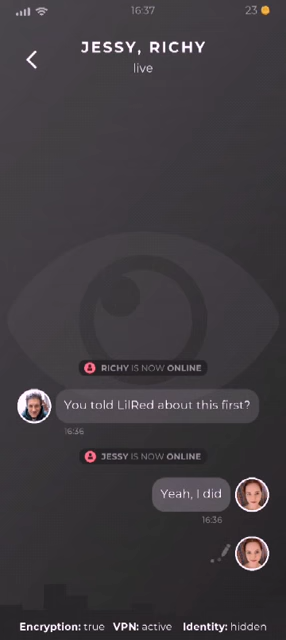 16:37
23
JESSY, RICHY
live
RICHY IS NOW ONLINE
You told LilRed about this first?
16:36
JESSY IS NOW ONLINE
Yeah, I did
16:36
Encryption: true VPN: active Identity: hidden